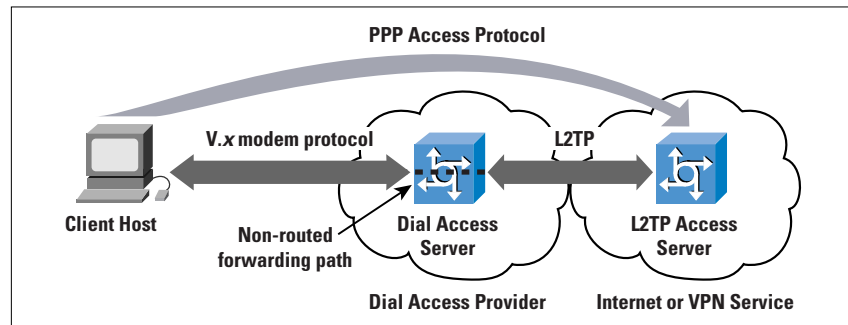 PPP Access Protocol
V.x modem protocol
L2TP
Client Host
Non-routed
forwarding path
Dial Access
Server
L2TP Access
Server
Dial Access Provider
Internet or VPN Service